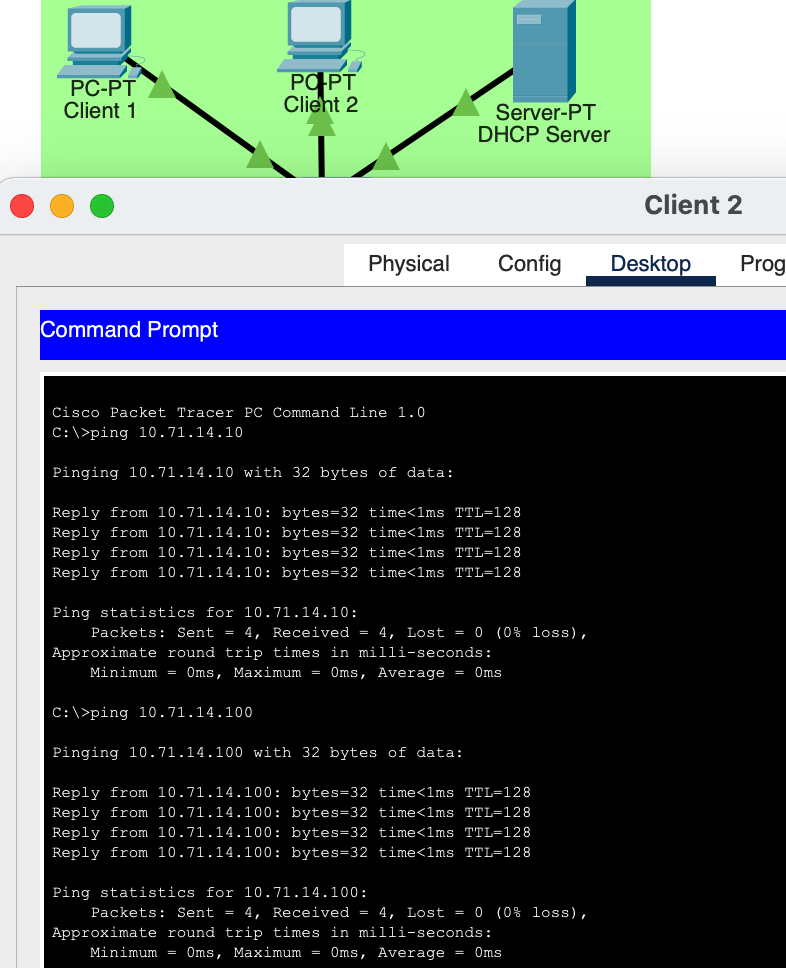 PC-PT
Client 1
PC-PT
Client 2
Server-PT
DHCP Server
Client 2
Physical Config Desktop Prog
Command Prompt
Cisco Packet Tracer PC Command Line 1.0
C:\>ping 10.71.14.10
Pinging 10.71.14.10 with 32 bytes of data:
Reply from 10.71.14.10: bytes=32 time<1ms TTL=128
Reply from 10.71.14.10: bytes=32 time<1ms TTL=128
Reply from 10.71.14.10: bytes=32 time<1ms TTL=128
Reply from 10.71.14.10: bytes=32 time<1ms TTL=128
Ping statistics for 10.71.14.10:
    Packets: Sent = 4, Received = 4, Lost = 0 (0% loss),
Approximate round trip times in milli-seconds:
    Minimum = 0ms, Maximum = 0ms, Average = 0ms
C:\>ping 10.71.14.100
Pinging 10.71.14.100 with 32 bytes of data:
Reply from 10.71.14.100: bytes=32 time<1ms TTL=128
Reply from 10.71.14.100: bytes=32 time<1ms TTL=128
Reply from 10.71.14.100: bytes=32 time<1ms TTL=128
Reply from 10.71.14.100: bytes=32 time<1ms TTL=128
Ping statistics for 10.71.14.100:
    Packets: Sent = 4, Received = 4, Lost = 0 (0% loss),
Approximate round trip times in milli-seconds:
    Minimum = 0ms, Maximum = 0ms, Average = 0ms